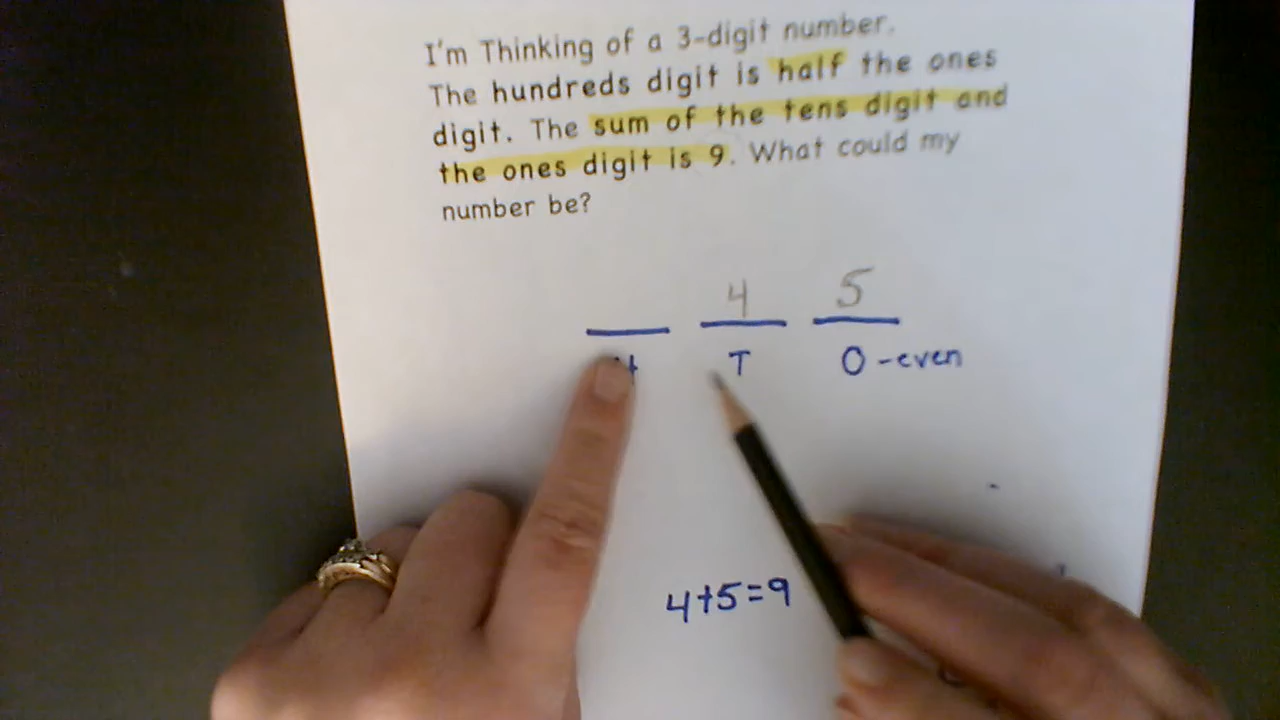 I'm Thinking of a 3-digit number.
The hundreds digit is half the ones
digit. The sum of the tens digit and
the ones digit is 9. What could my
number be?
4 5
T O-even
4+5=9